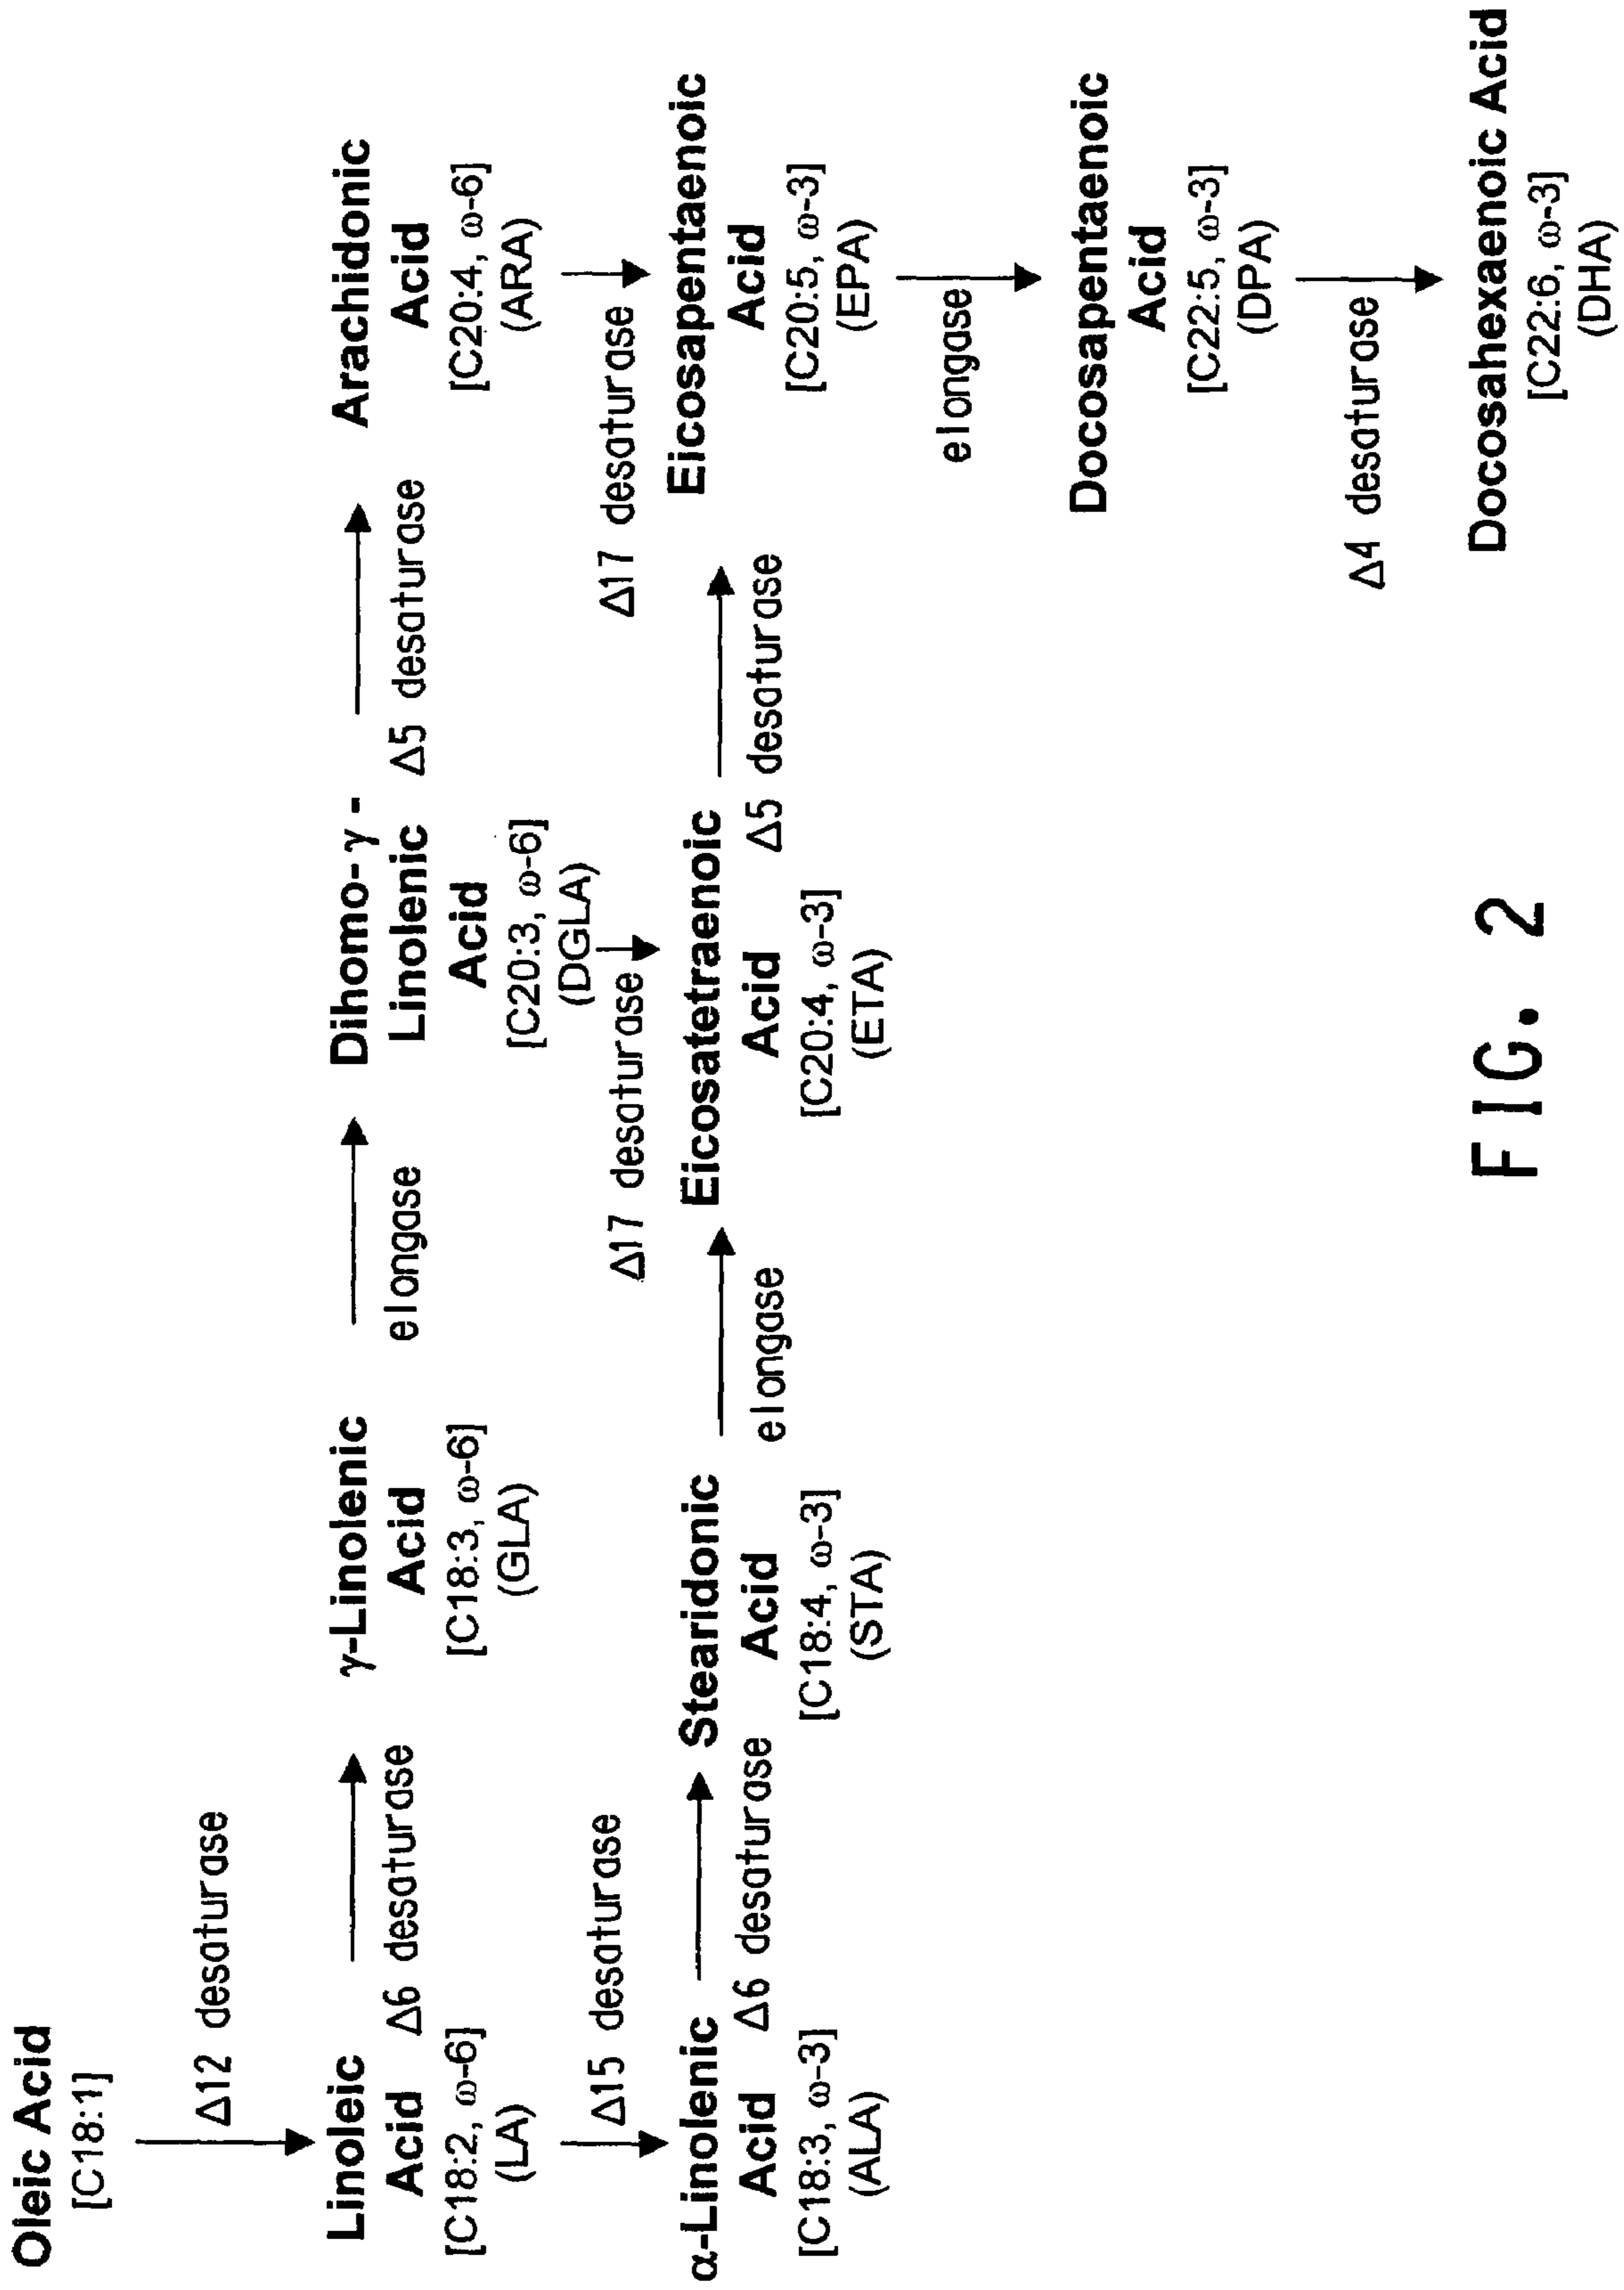 Oleic Acid
[C18:1]
Δ12 desaturase
Linoleic
Acid
[C18:2, ω-6]
(LA)
Δ6 desaturase
γ-Linolenic
Acid
[C18:3, ω-6]
(GLA)
elongase
Dihomo-γ-
Linolenic
Acid
[C20:3, ω-6]
(DGLA)
Δ5 desaturase
Arachidonic
Acid
[C20:4, ω-6]
(ARA)
Δ15 desaturase
Δ17 desaturase
Δ17 desaturase
α-Linolenic
Acid
[C18:3, ω-3]
(ALA)
Δ6 desaturase
Stearidonic
Acid
[C18:4, ω-3]
(STA)
elongase
Eicosatetraenoic
Acid
[C20:4, ω-3]
(ETA)
Δ5 desaturase
Eicosapentaenoic
Acid
[C20:5, ω-3]
(EPA)
elongase
Docosapentaenoic
Acid
[C22:5, ω-3]
(DPA)
Δ4 desaturase
Docosahexaenoic Acid
[C22:6, ω-3]
(DHA)
FIG. 2